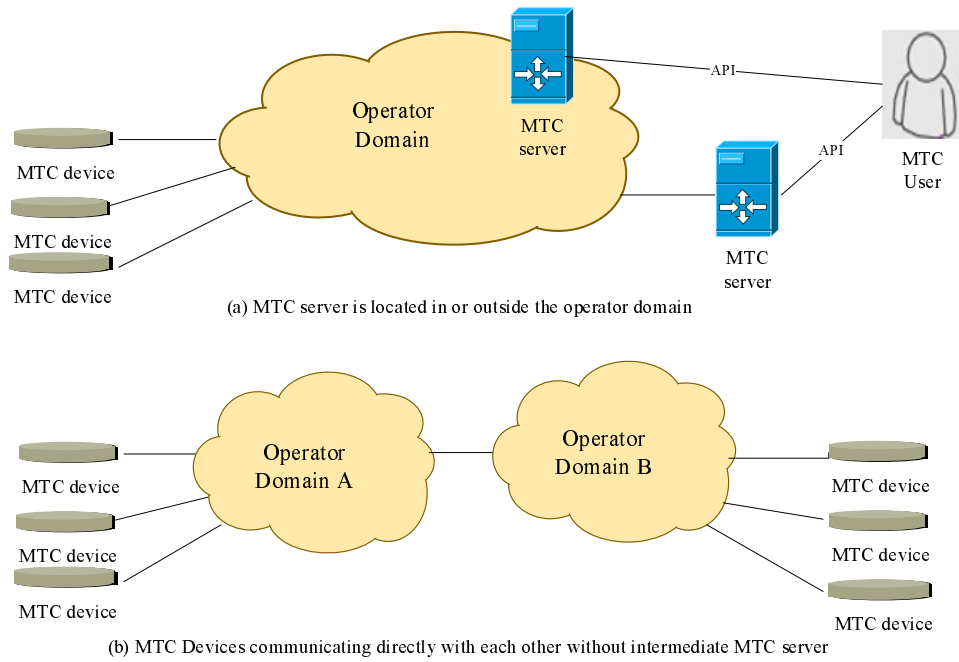 Operator
Domain
MTC
server
API
API
MTC
User
MTC device
MTC device
MTC device
MTC
server
(a) MTC server is located in or outside the operator domain
Operator
Domain A
Operator
Domain B
MTC device
MTC device
MTC device
MTC device
MTC device
MTC device
(b) MTC Devices communicating directly with each other without intermediate MTC server